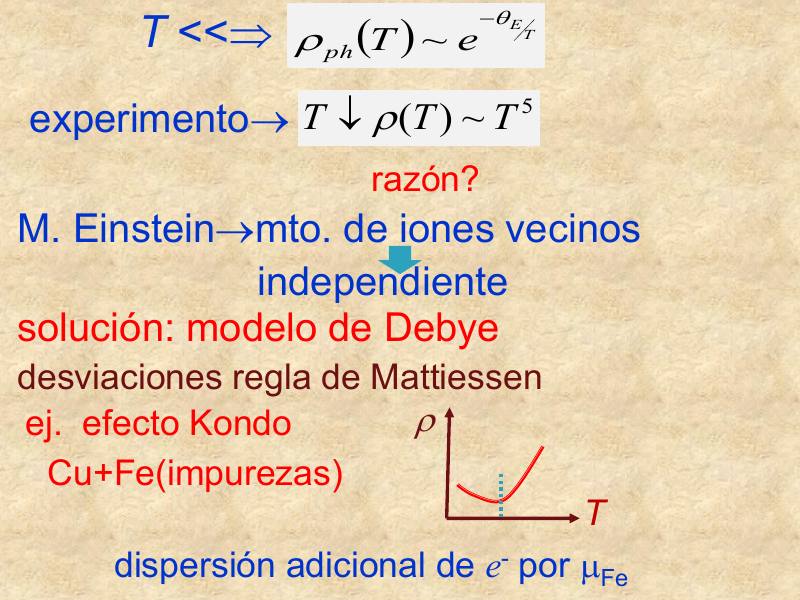 T <<⇒ ρph(T) ~ e^−θE/T
experimento→ T ↓ ρ(T) ~ T^5
razón?
M. Einstein→mto. de iones vecinos
independiente
solución: modelo de Debye
desviaciones regla de Mattiessen
ej. efecto Kondo
ρ
Cu+Fe(impurezas)
T
dispersión adicional de e- por μFe